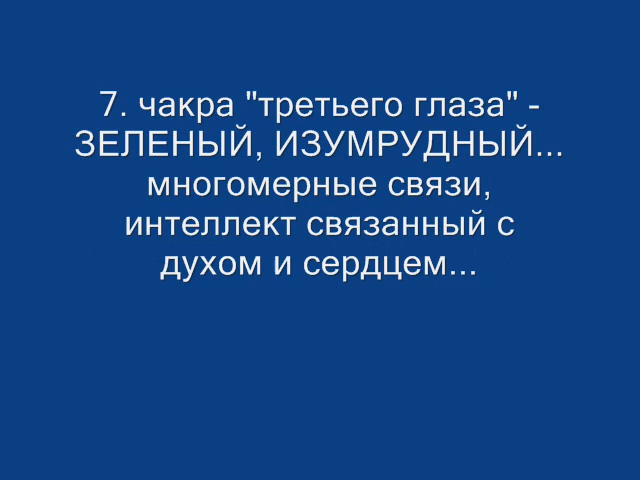 7. чакра "третьего глаза" -
ЗЕЛЕНЫЙ, ИЗУМРУДНЫЙ...
многомерные связи,
интеллект связанный с
духом и сердцем...